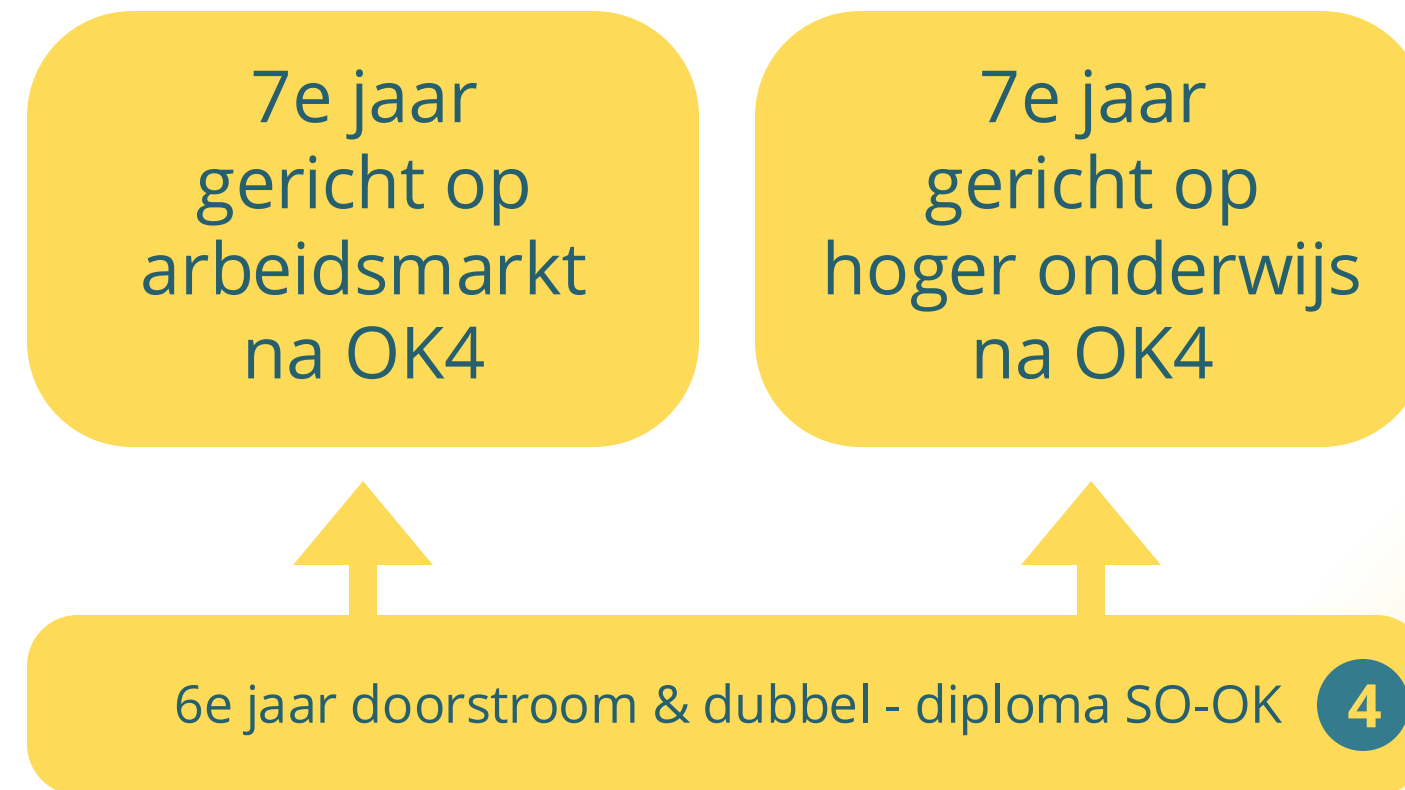 7e jaar
gericht op
arbeidsmarkt
na OK4
7e jaar
gericht op
hoger onderwijs
na OK4
6e jaar doorstroom & dubbel - diploma SO-OK 4